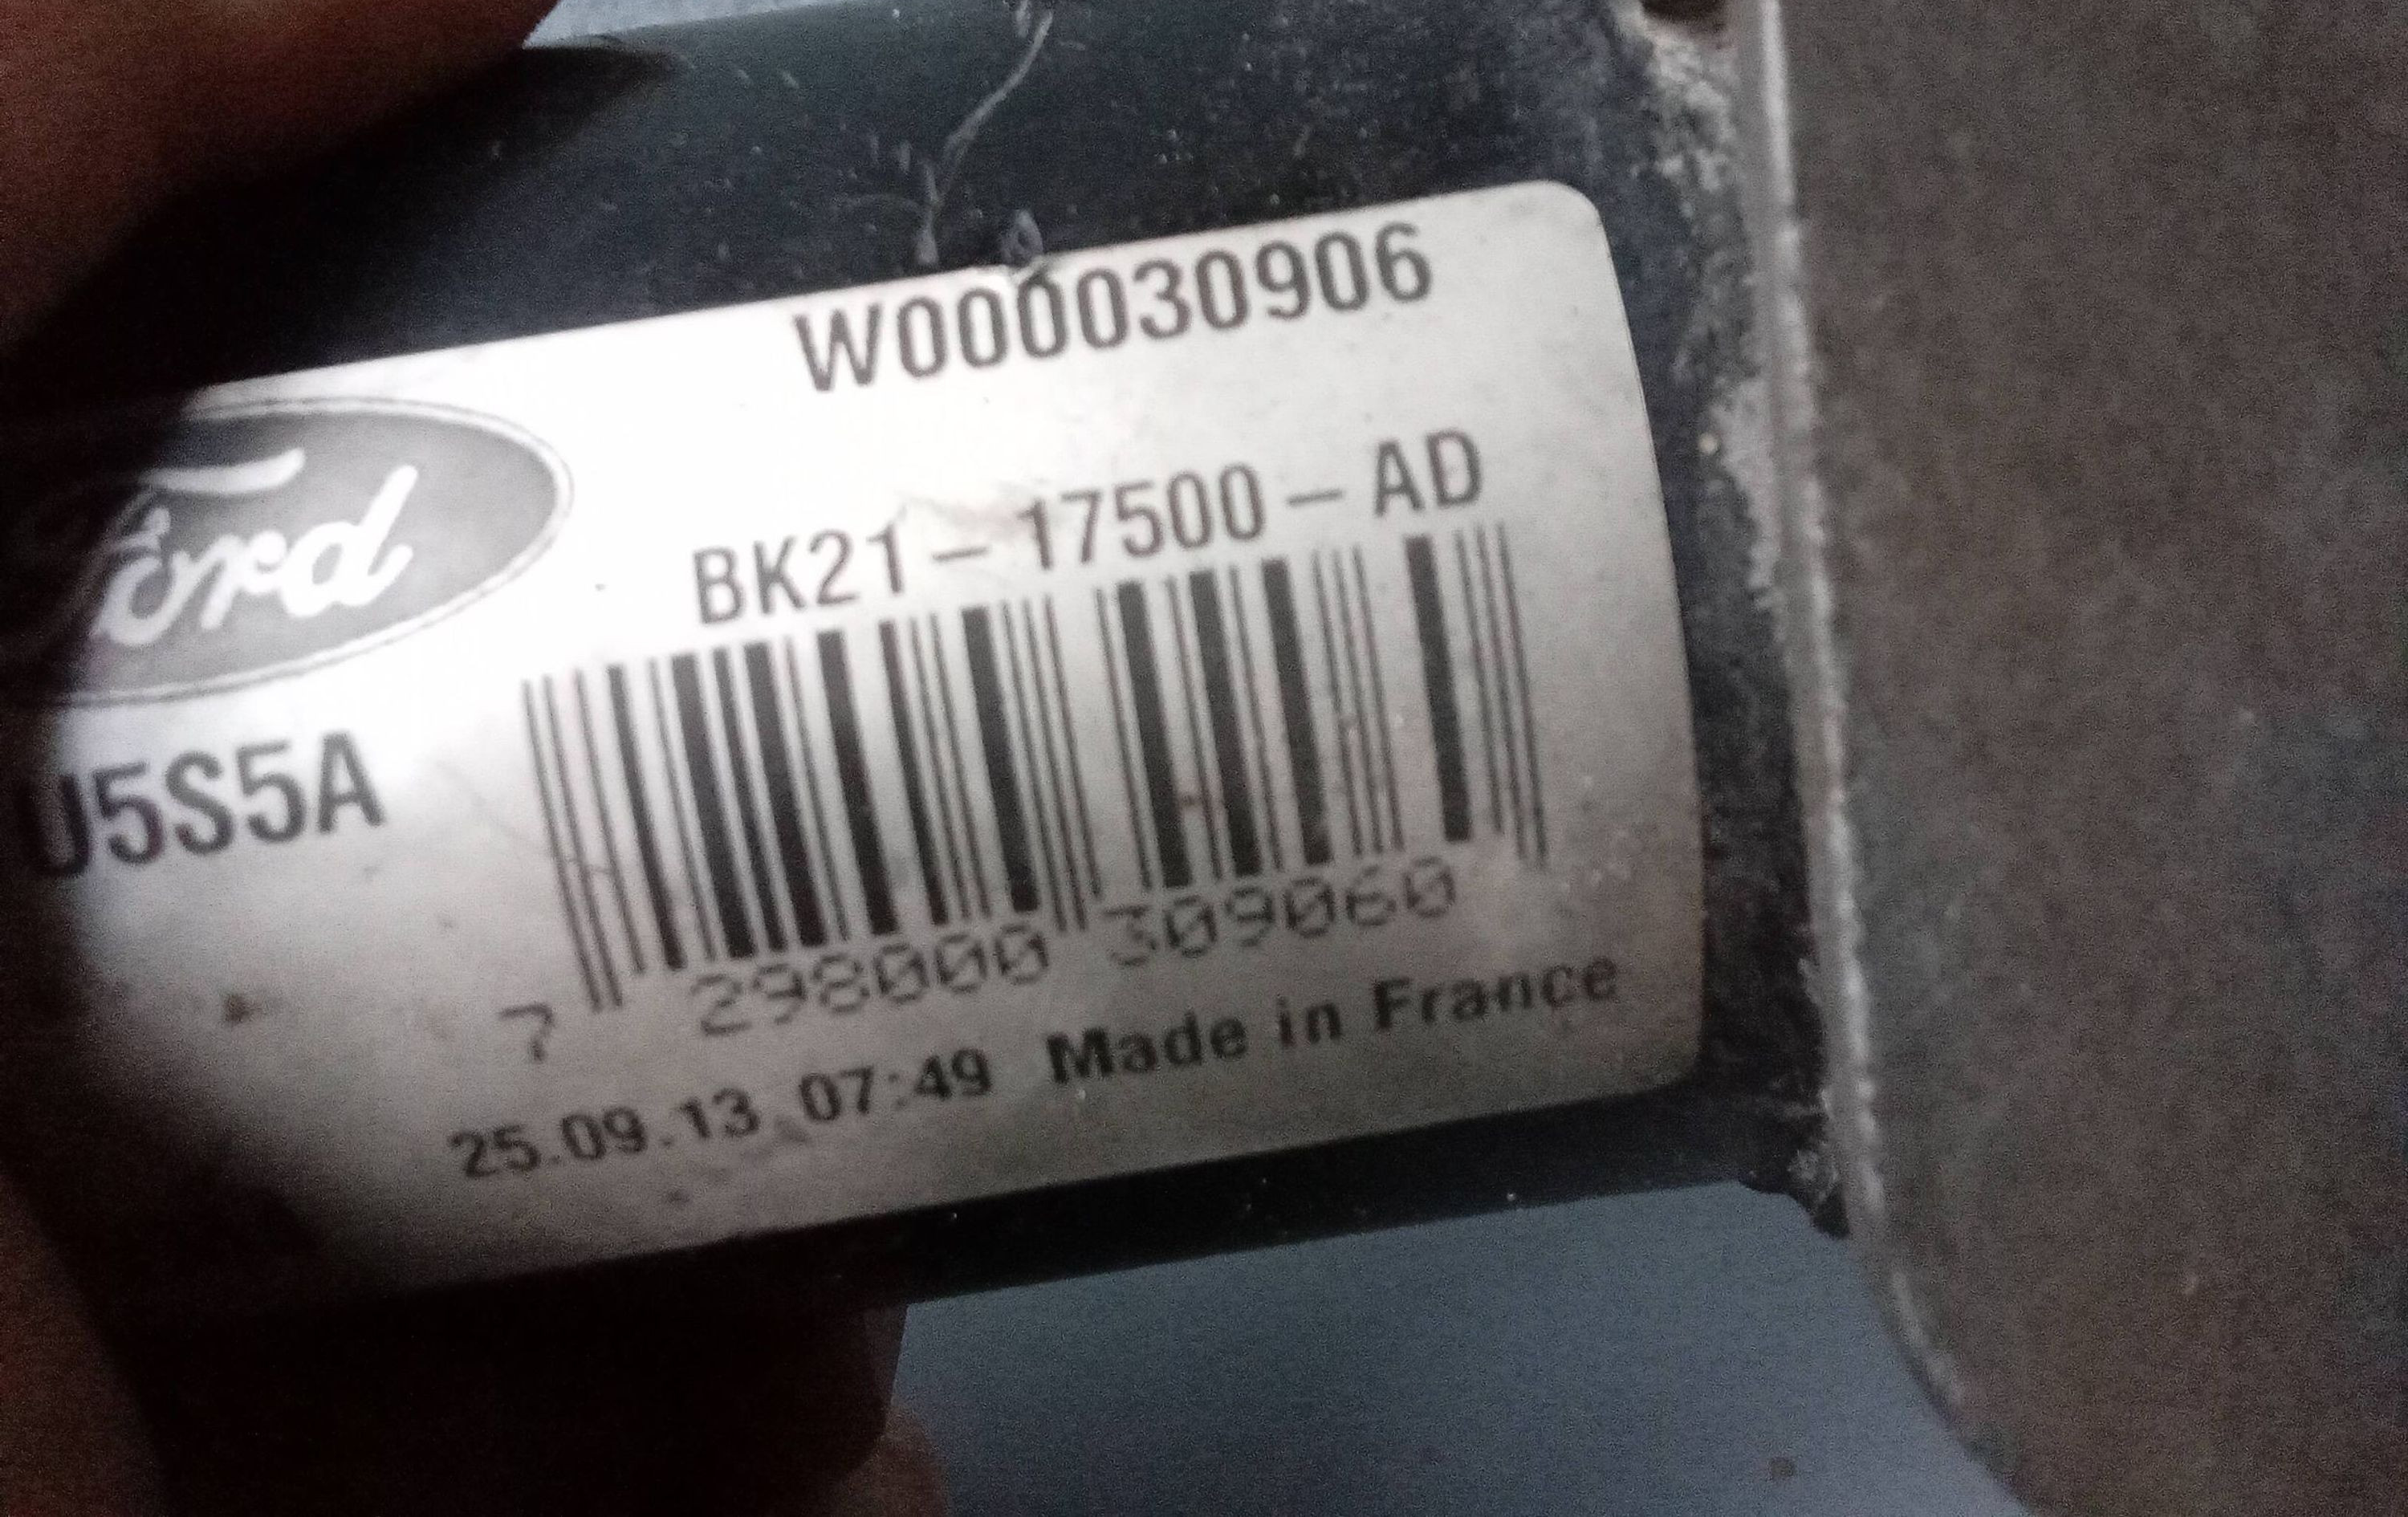 W000030906
Ford
BK21-17500-AD
U5S5A
7 298000 309060
25.09.13 07:49 Made in France